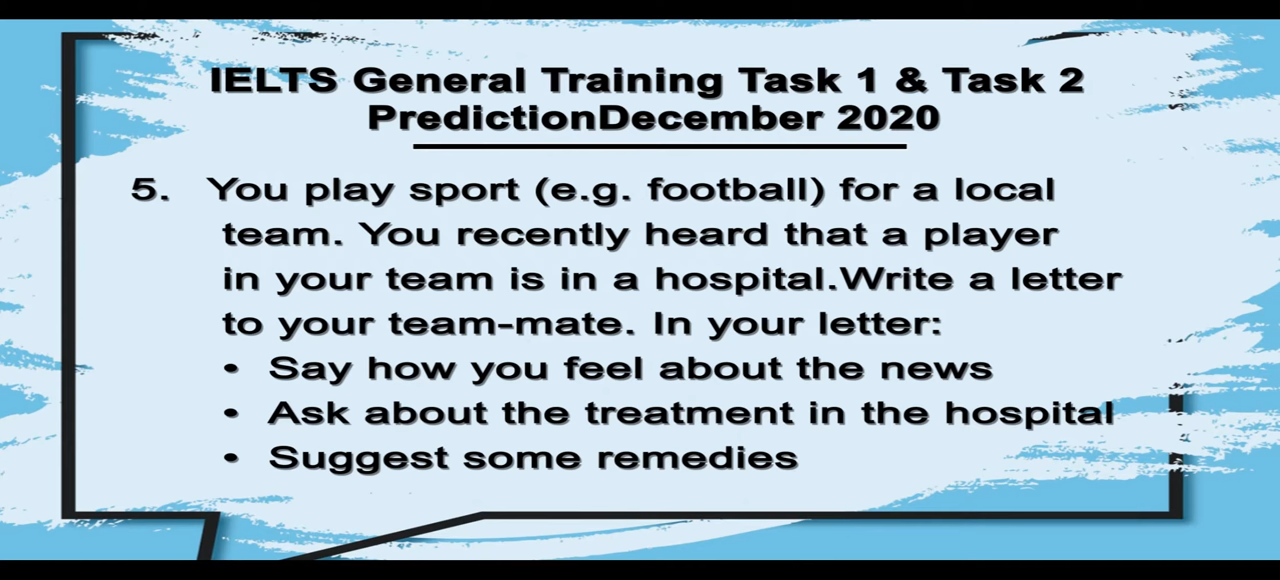 IELTS General Training Task 1 & Task 2
PredictionDecember 2020
5. You play sport (e.g. football) for a local
team. You recently heard that a player
in your team is in a hospital.Write a letter
to your team-mate. In your letter:
• Say how you feel about the news
• Ask about the treatment in the hospital
• Suggest some remedies